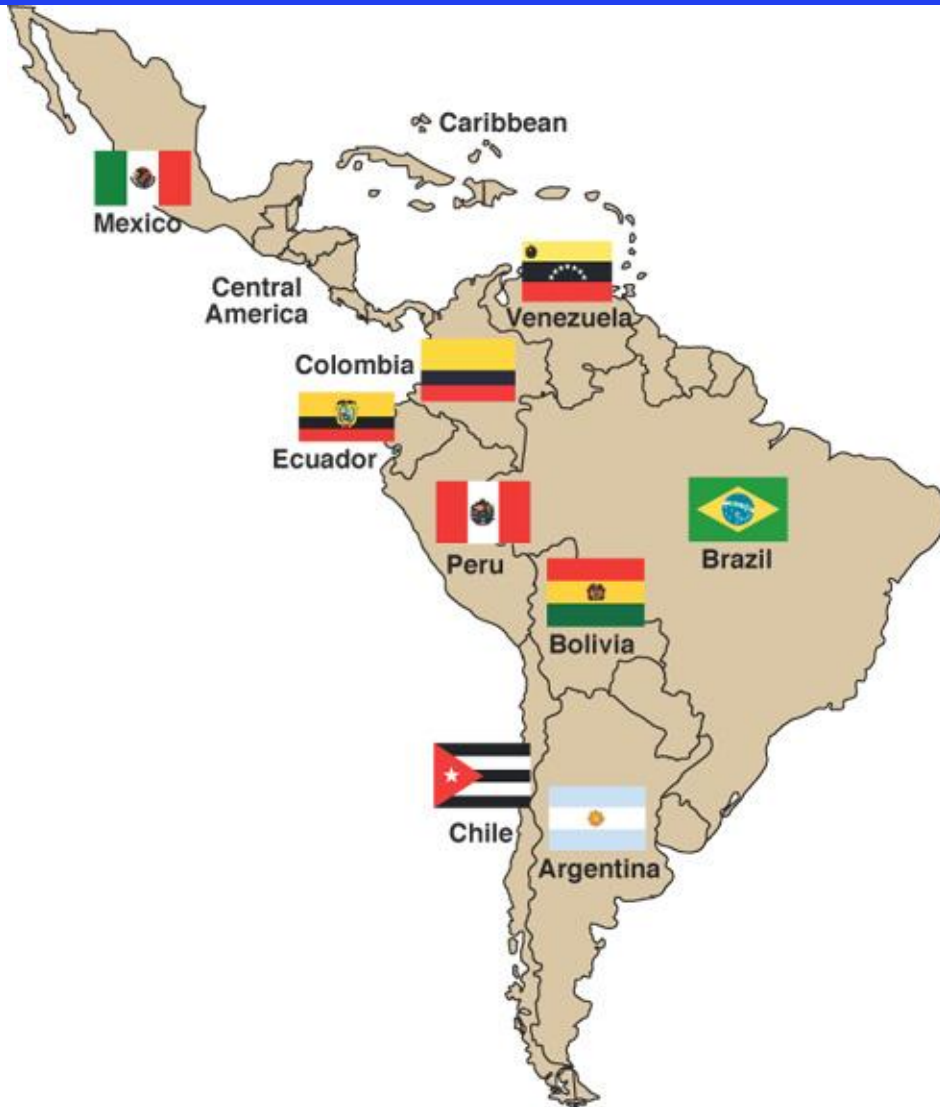 Caribbean
Mexico
Central
America
Venezuela
Colombia
Ecuador
Peru
Brazil
Bolivia
Chile
Argentina